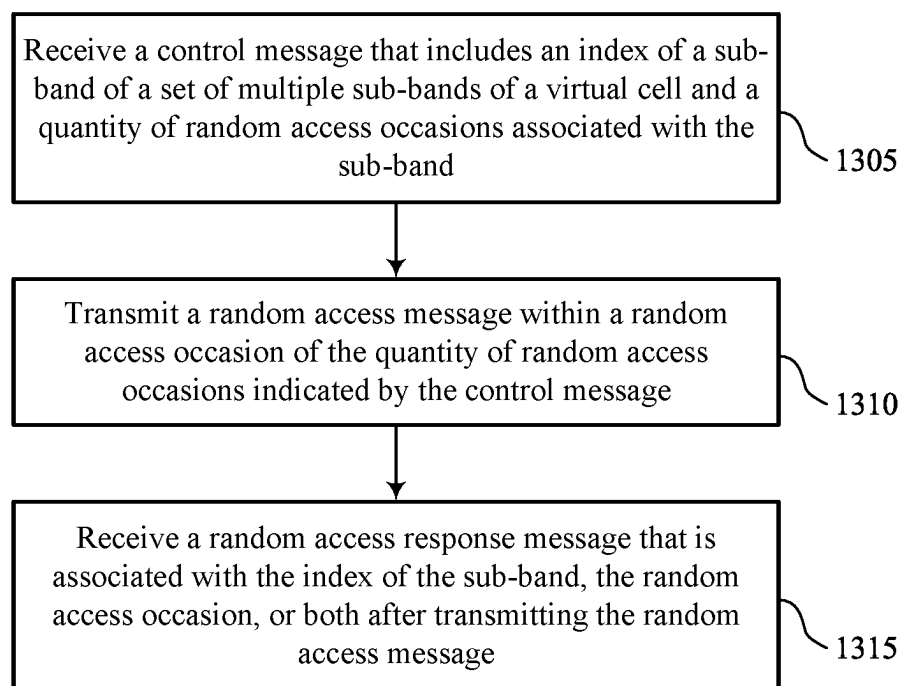 Receive a control message that includes an index of a sub-
band of a set of multiple sub-bands of a virtual cell and a
quantity of random access occasions associated with the
sub-band
1305
Transmit a random access message within a random
access occasion of the quantity of random access
occasions indicated by the control message
1310
Receive a random access response message that is
associated with the index of the sub-band, the random
access occasion, or both after transmitting the random
access message
1315